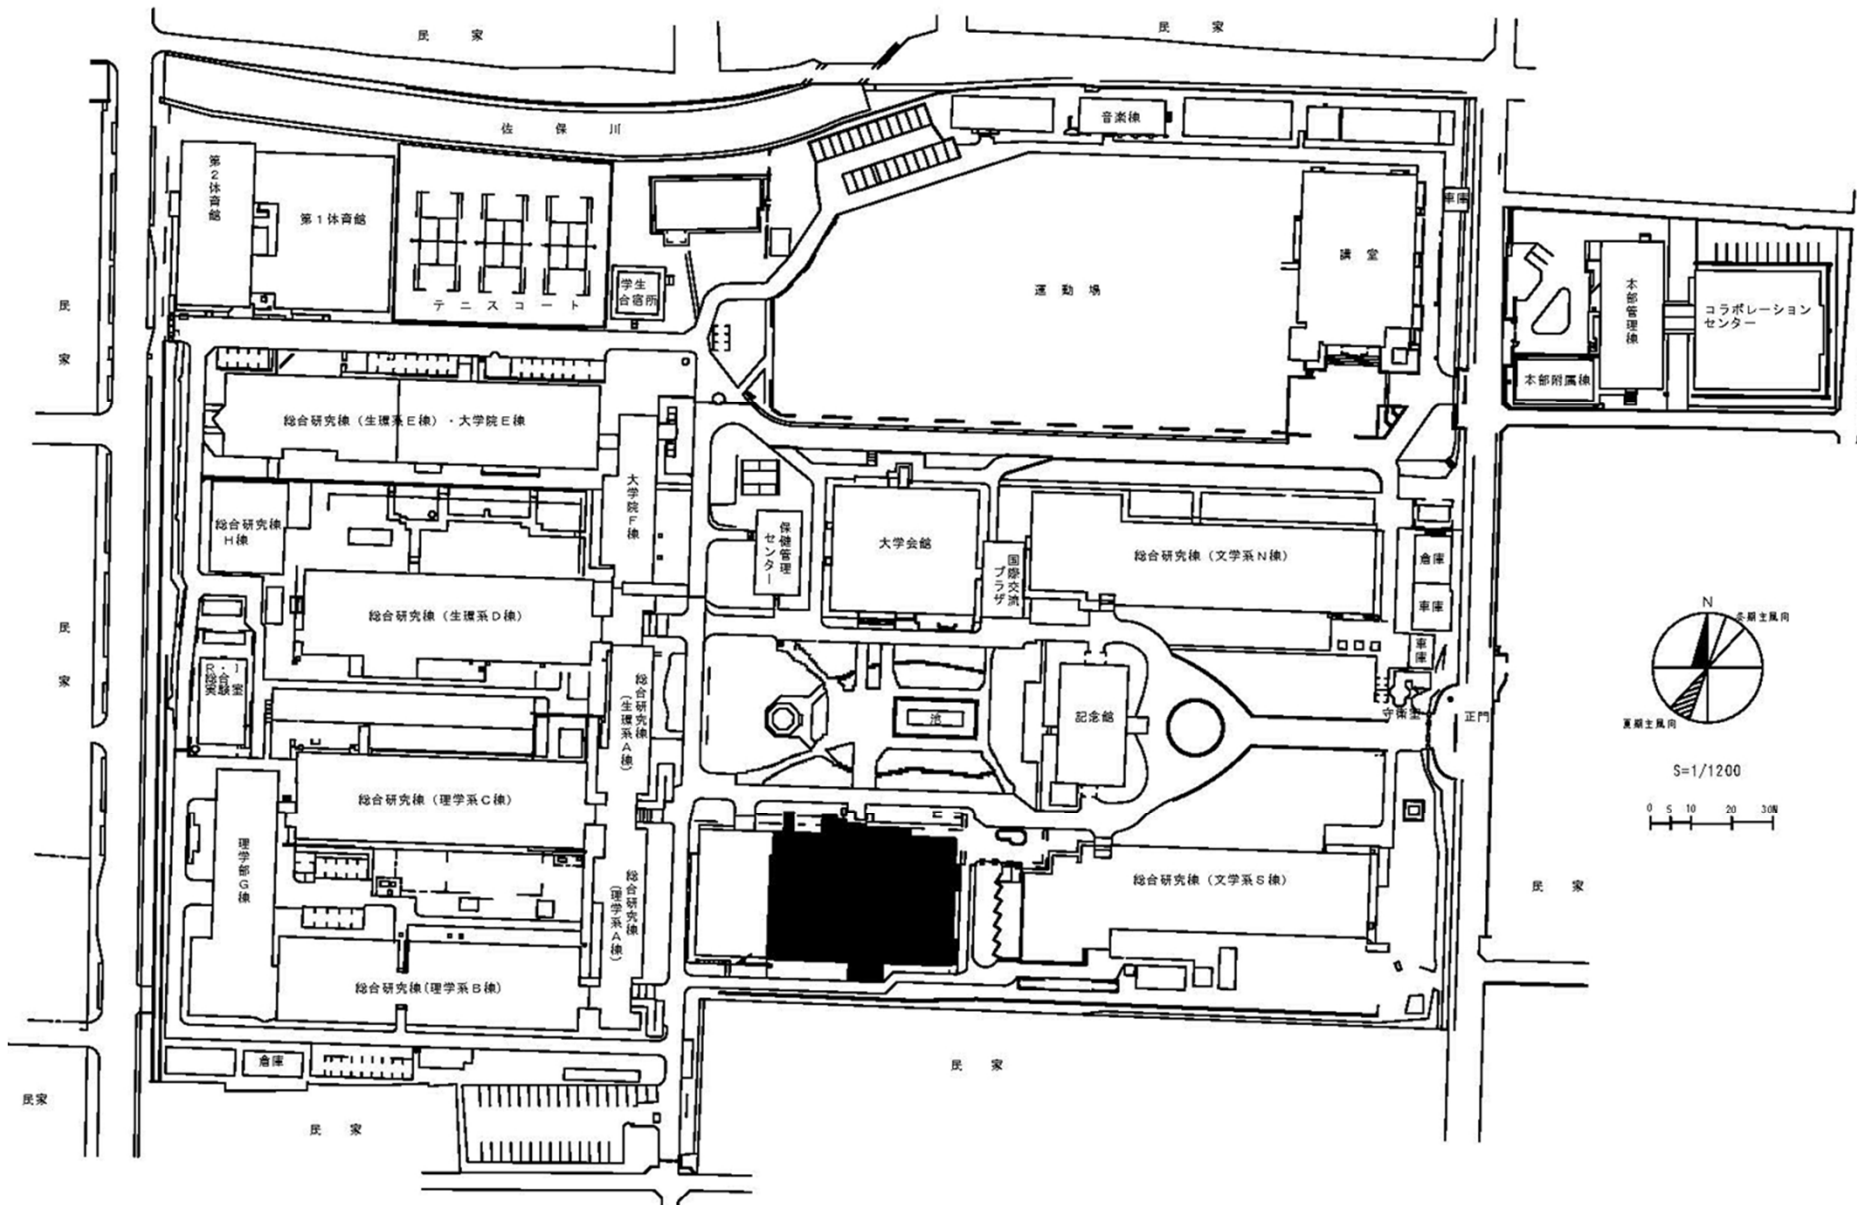 民 家
民 家
佐 保 川
音楽棟
第2体育館
第1体育館
車庫
講 堂
学生
合宿所
テ ニ ス コ ー ト
運 動 場
本部管理棟
コラボレーション
センター
本部附属棟
民
家
総合研究棟(生環系E棟)・大学院E棟
大学院F棟
総合研究棟
H棟
保健管理
センター
大学会館
国際交流
プラザ
総合研究棟(文学系N棟)
倉庫
車庫
車庫
総合研究棟(生環系D棟)
民
家
R・I
総合
実験室
総合研究棟
(生環系A棟)
池
記念館
守衛室
正門
N
冬期主風向
夏期主風向
S=1/1200
0 5 10 20 30M
総合研究棟(理学系C棟)
理学部G棟
総合研究棟
(理学系A棟)
総合研究棟(文学系S棟)
民 家
総合研究棟(理学系B棟)
倉庫
民 家
民家
民 家